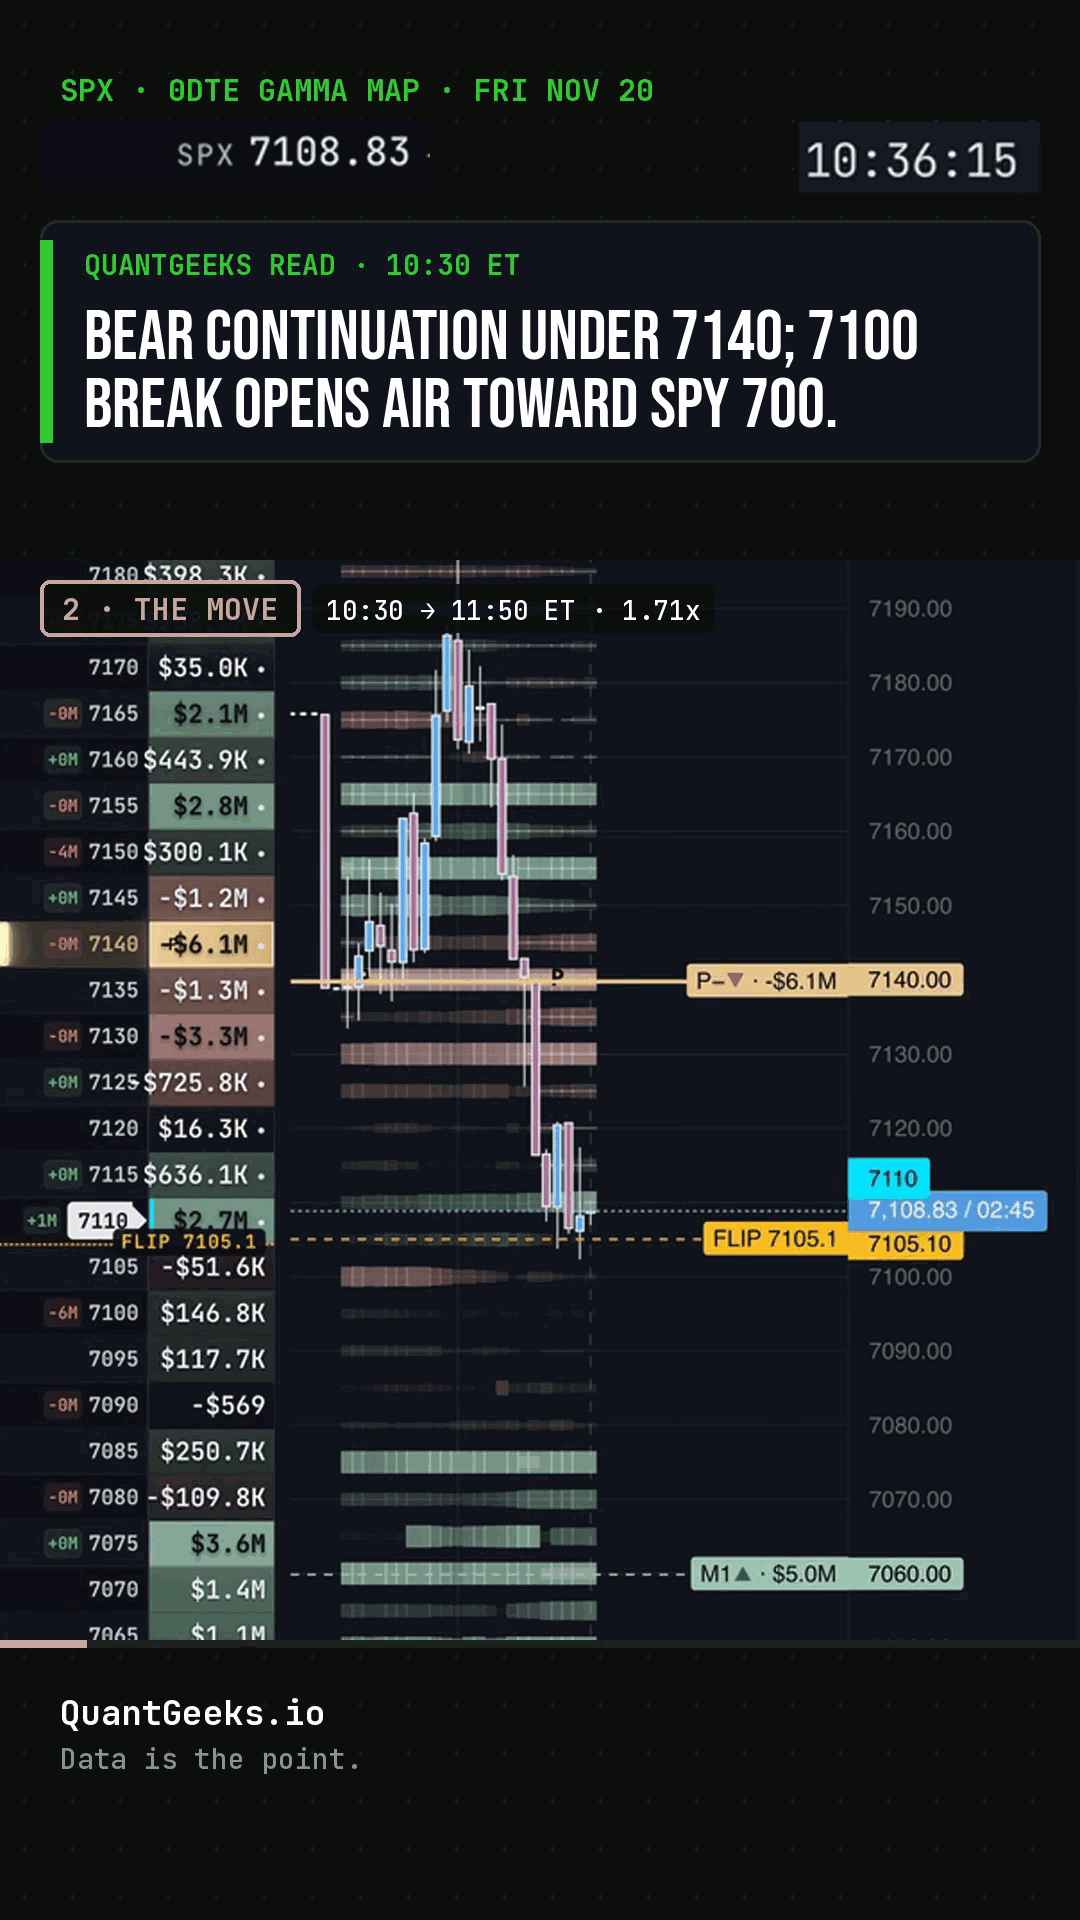 SPX · 0DTE GAMMA MAP · FRI NOV 20
SPX 7108.83
10:36:15
QUANTGEEKS READ · 10:30 ET
BEAR CONTINUATION UNDER 7140; 7100
BREAK OPENS AIR TOWARD SPY 700.
7180 $398.3K
2 · THE MOVE
10:30 → 11:50 ET · 1.71x
7170 $35.0K
-0M 7165 $2.1M
+0M 7160 $443.9K
-0M 7155 $2.8M
-4M 7150 $300.1K
+0M 7145 -$1.2M
-0M 7140 -$6.1M
7135 -$1.3M
-0M 7130 -$3.3M
+0M 7125 -$725.8K
7120 $16.3K
+0M 7115 $636.1K
+1M 7110 $2.7M
FLIP 7105.1
7105 -$51.6K
-6M 7100 $146.8K
7095 $117.7K
-0M 7090 -$569
7085 $250.7K
-0M 7080 -$109.8K
+0M 7075 $3.6M
7070 $1.4M
7065 $1.1M
7190.00
7180.00
7170.00
7160.00
7150.00
P–▼ · -$6.1M 7140.00
7130.00
7120.00
7110
7,108.83 / 02:45
FLIP 7105.1 7105.10
7100.00
7090.00
7080.00
7070.00
M1▲ · $5.0M 7060.00
QuantGeeks.io
Data is the point.